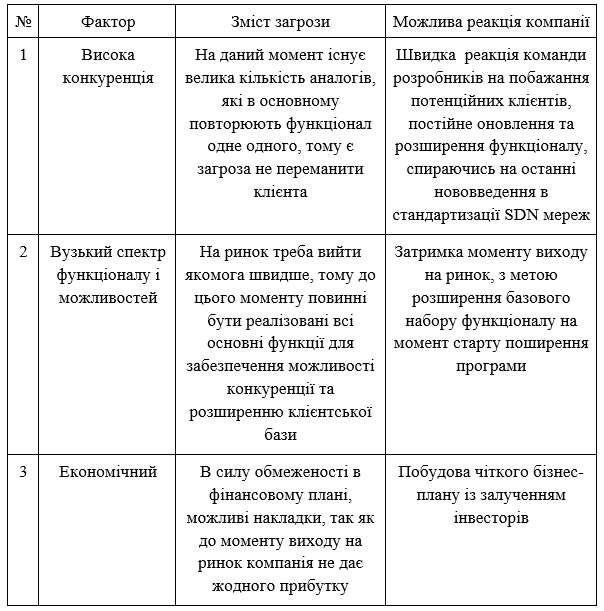 № Фактор Зміст загрози Можлива реакція компанії
1 Висока
конкуренція
На даний момент існує
велика кількість аналогів,
які в основному
повторюють функціонал
одне одного, тому є
загроза не переманити
клієнта
Швидка реакція команди
розробників на побажання
потенційних клієнтів,
постійне оновлення та
розширення функціоналу,
спираючись на останні
нововведення в
стандартизації SDN мереж
2 Вузький спектр
функціоналу і
можливостей
На ринок треба вийти
якомога швидше, тому до
цього моменту повинні
бути реалізовані всі
основні функції для
забезпечення можливості
конкуренції та
розширенню клієнтської
бази
Затримка моменту виходу
на ринок, з метою
розширення базового
набору функціоналу на
момент старту поширення
програми
3 Економічний
В силу обмеженості в
фінансовому плані,
можливі накладки, так як
до моменту виходу на
ринок компанія не дає
жодного прибутку
Побудова чіткого бізнес-
плану із залученням
інвесторів